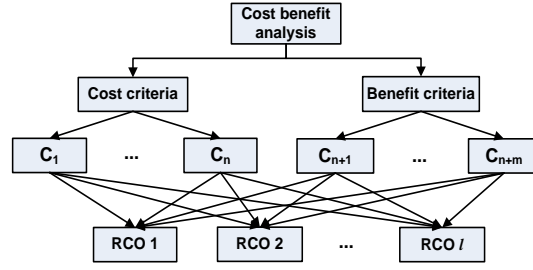 Cost benefit
analysis
Cost criteria
Benefit criteria
C1 ... Cn Cn+1 ... Cn+m
RCO 1 RCO 2 ... RCO l